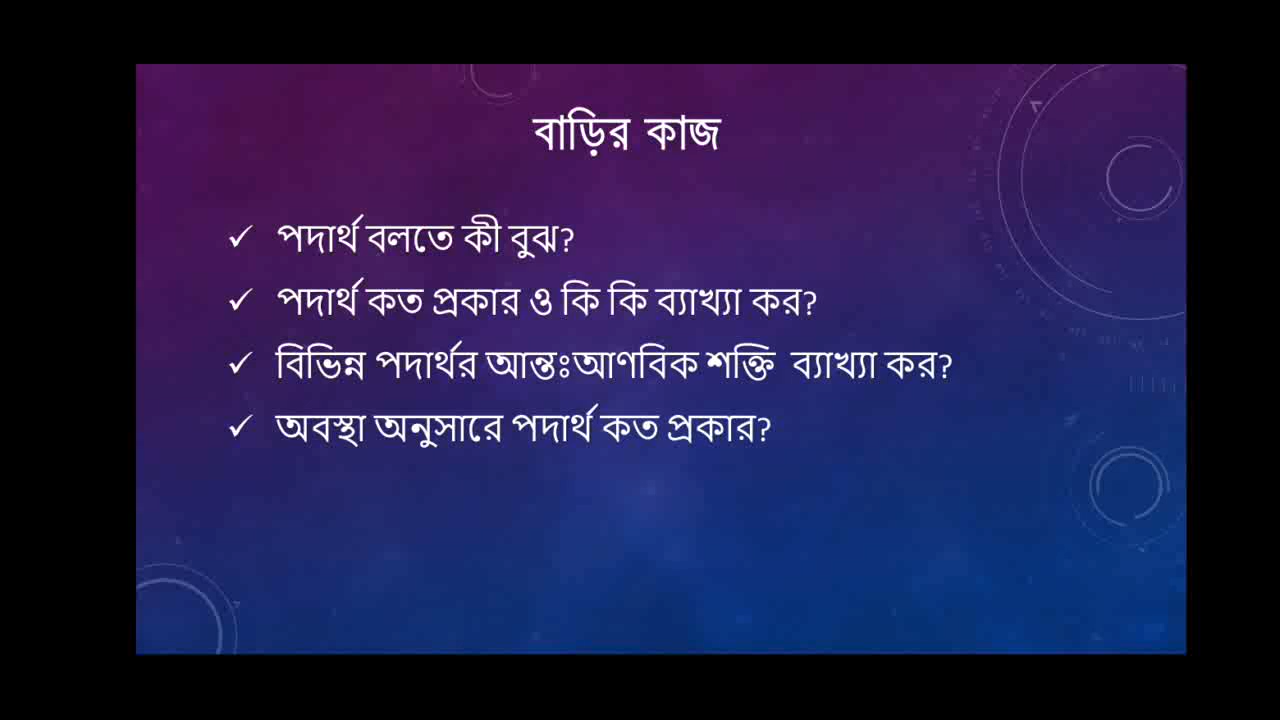 বাড়ির কাজ
পদার্থ বলতে কী বুঝ?
পদার্থ কত প্রকার ও কি কি ব্যাখ্যা কর?
বিভিন্ন পদার্থর আন্তঃআণবিক শক্তি ব্যাখ্যা কর?
অবস্থা অনুসারে পদার্থ কত প্রকার?